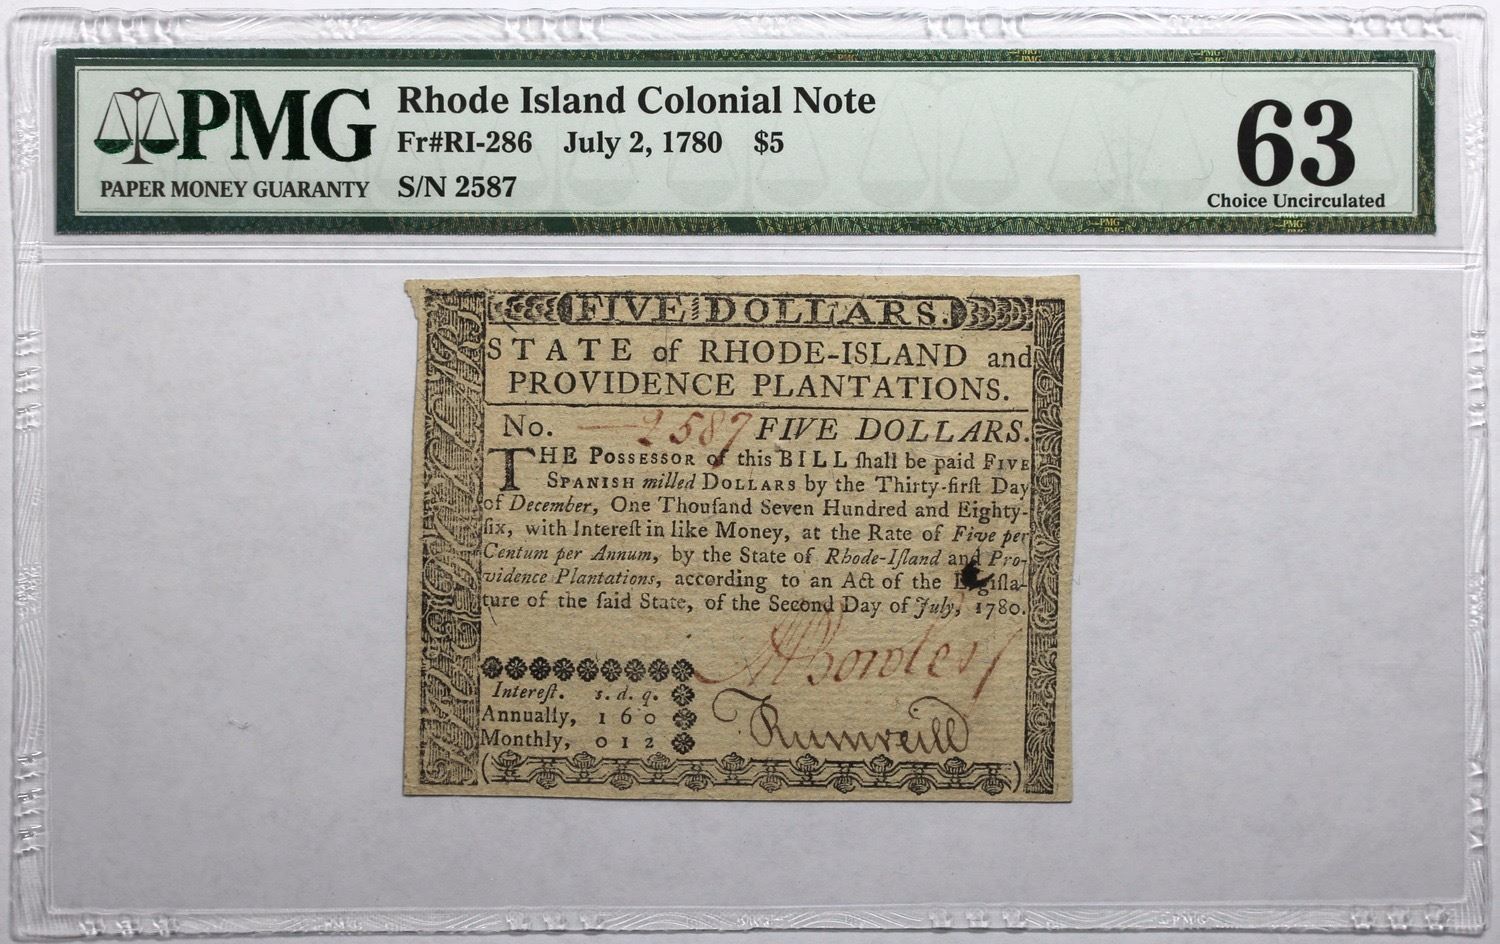 PMG
PAPER MONEY GUARANTY
Rhode Island Colonial Note
Fr#RI-286 July 2, 1780 $5
S/N 2587
63
Choice Uncirculated
FIVE DOLLARS.
STATE of RHODE-ISLAND and
PROVIDENCE PLANTATIONS.
No. 2587 FIVE DOLLARS.
THE POSSESSOR of this BILL ſhall be paid FIVE
SPANISH milled DOLLARS by the Thirty-firſt Day
of December, One Thouſand Seven Hundred and Eighty-
ſix, with Intereſt in like Money, at the Rate of Five per
Centum per Annum, by the State of Rhode-Iſland and Pro-
vidence Plantations, according to an Act of the Legiſla-
ture of the ſaid State, of the Second Day of July, 1780.
Bowles
Intereſt. s. d. q.
Annually, 1 6 0
Monthly, 0 1 2
Rumreill